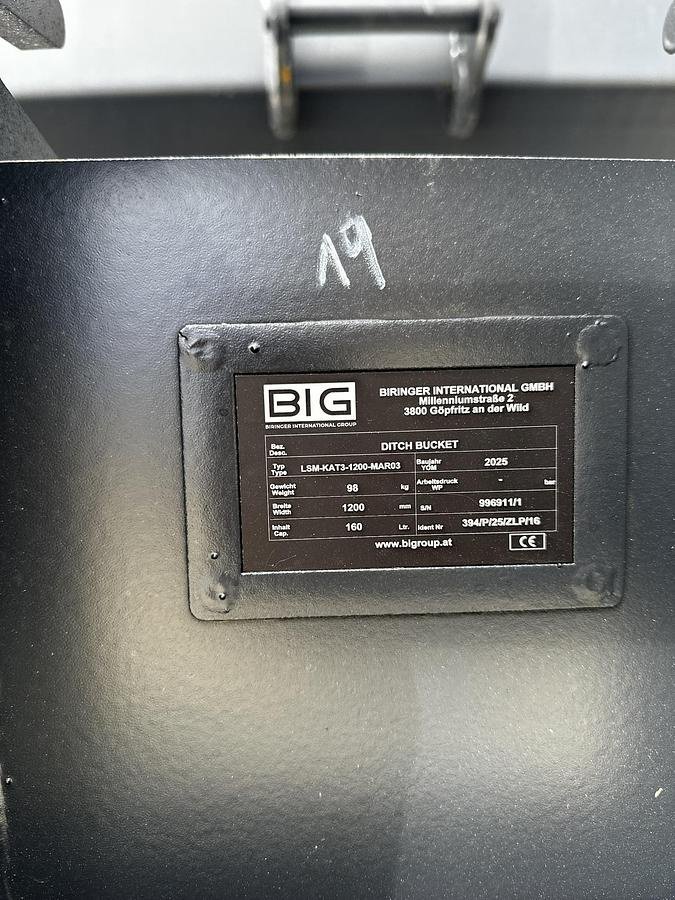 19
BIG
BIRINGER INTERNATIONAL GROUP
BIRINGER INTERNATIONAL GMBH
Millenniumstraße 2
3800 Göpfritz an der Wild
Bez. Desc. DITCH BUCKET
Typ Type LSM-KAT3-1200-MAR03 Baujahr YOM 2025
Gewicht Weight 98 kg Arbeitsdruck WP - bar
Breite Width 1200 mm S/N 996911/1
Inhalt Cap. 160 Ltr. Ident Nr 394/P/25/ZLP/16
www.bigroup.at CE